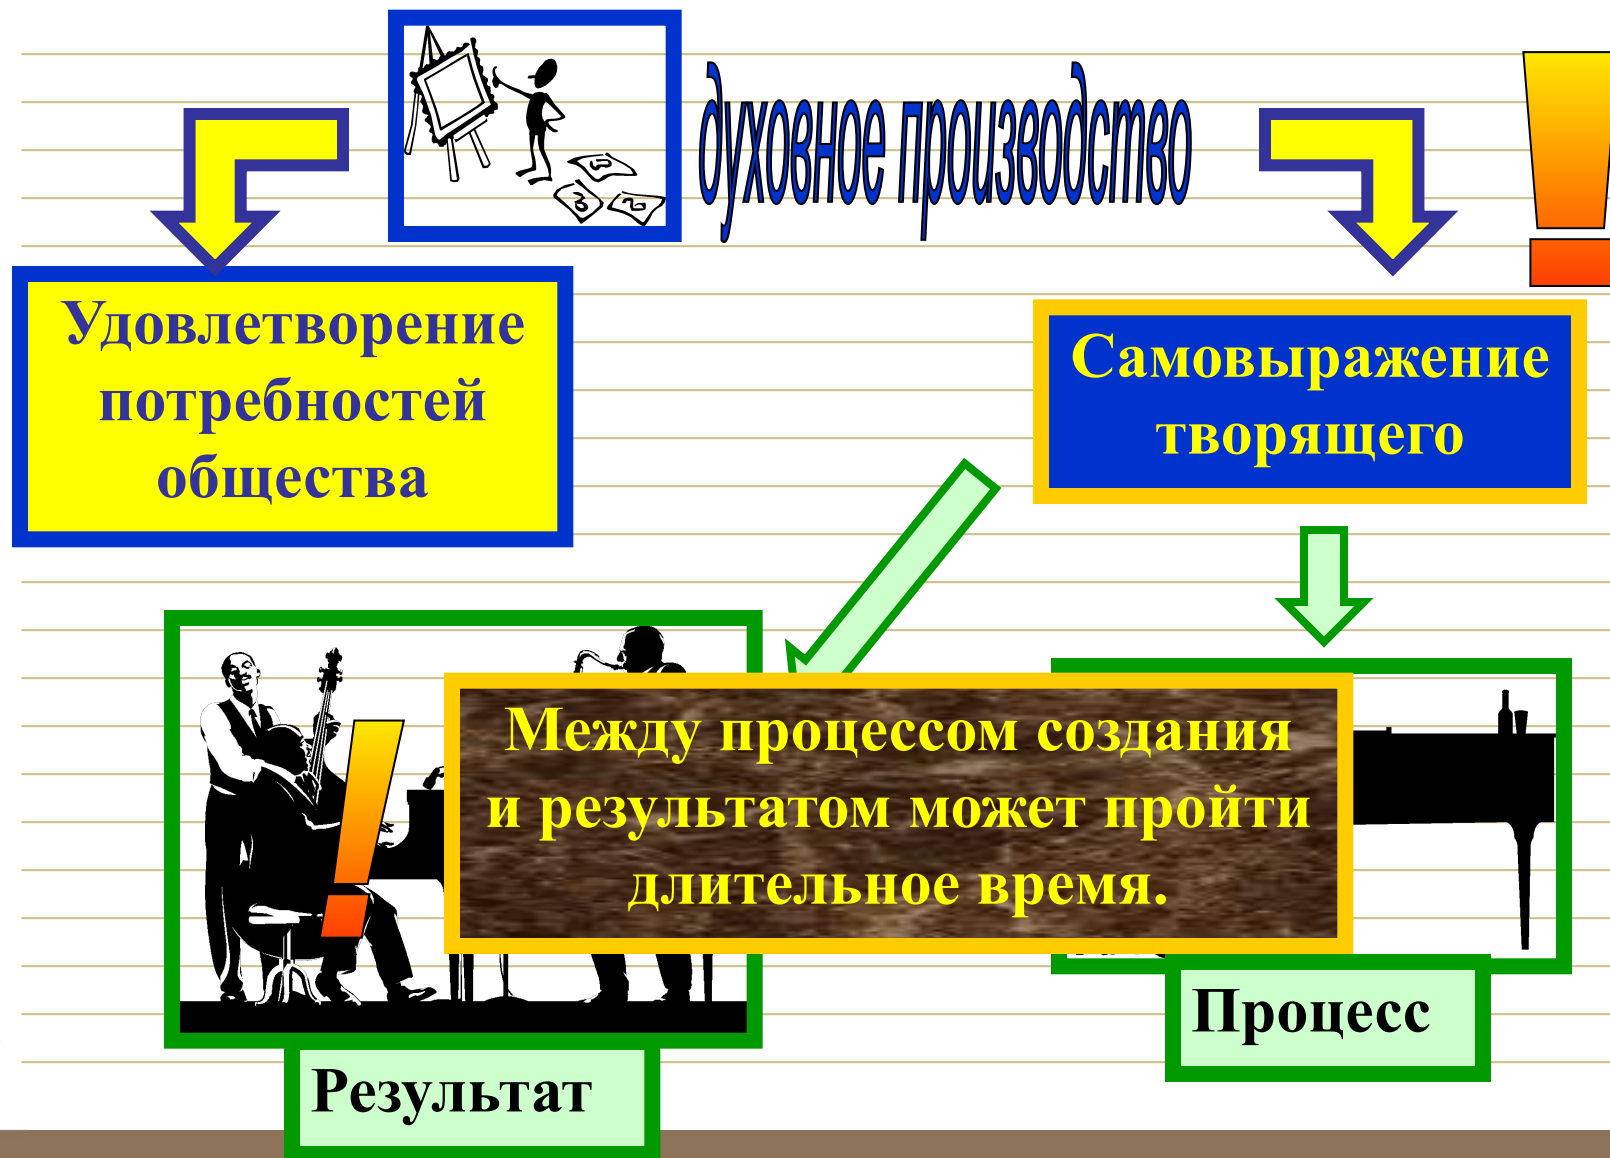 духовное производство
!
Удовлетворение
потребностей
общества
Самовыражение
творящего
!
Между процессом создания
и результатом может пройти
длительное время.
Процесс
Результат